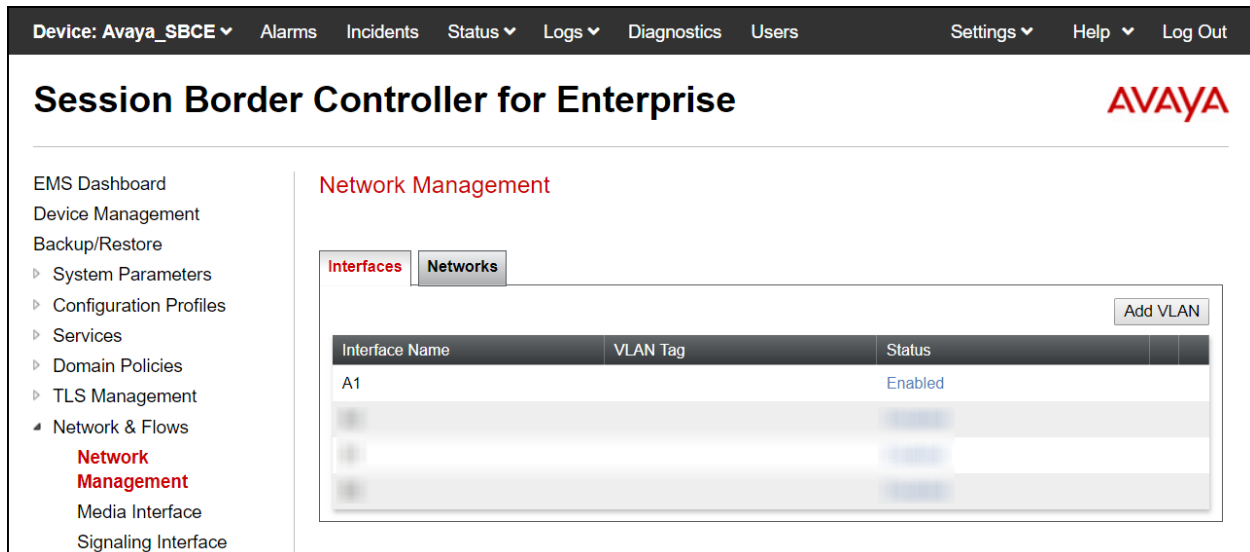 Device: Avaya_SBCE Alarms Incidents Status Logs Diagnostics Users Settings Help Log Out
Session Border Controller for Enterprise
AVAYA
EMS Dashboard
Device Management
Backup/Restore
System Parameters
Configuration Profiles
Services
Domain Policies
TLS Management
Network & Flows
Network
Management
Media Interface
Signaling Interface
Network Management
Interfaces Networks
Add VLAN
Interface Name VLAN Tag Status
A1 Enabled